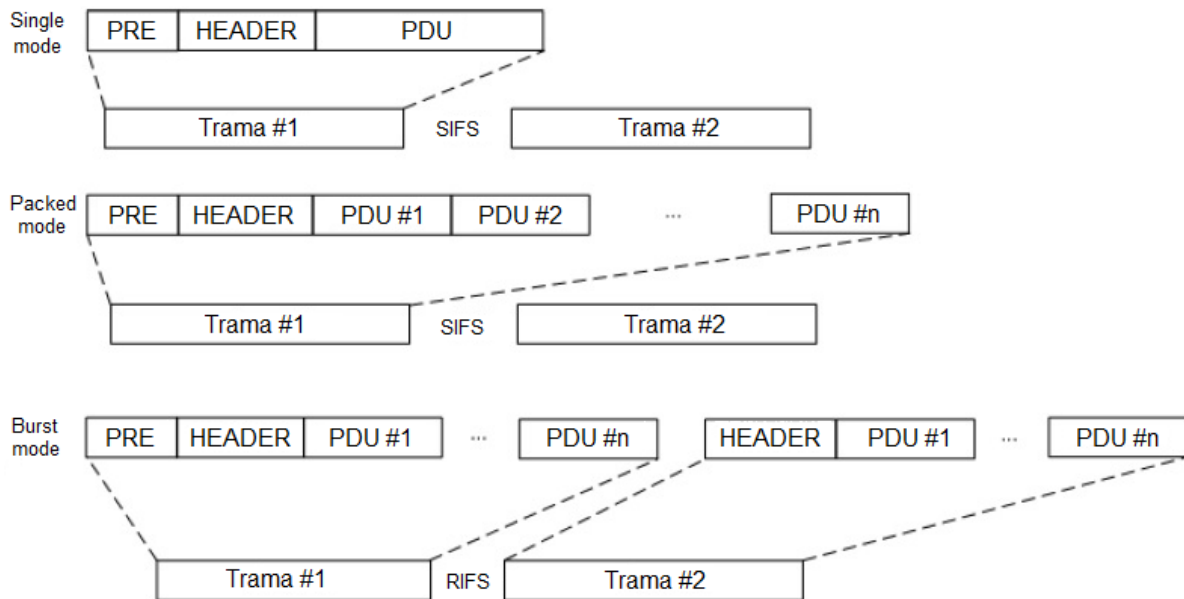 Single mode
PRE HEADER PDU
Trama #1 SIFS Trama #2
Packed mode
PRE HEADER PDU #1 PDU #2 ... PDU #n
Trama #1 SIFS Trama #2
Burst mode
PRE HEADER PDU #1 ... PDU #n HEADER PDU #1 ... PDU #n
Trama #1 RIFS Trama #2